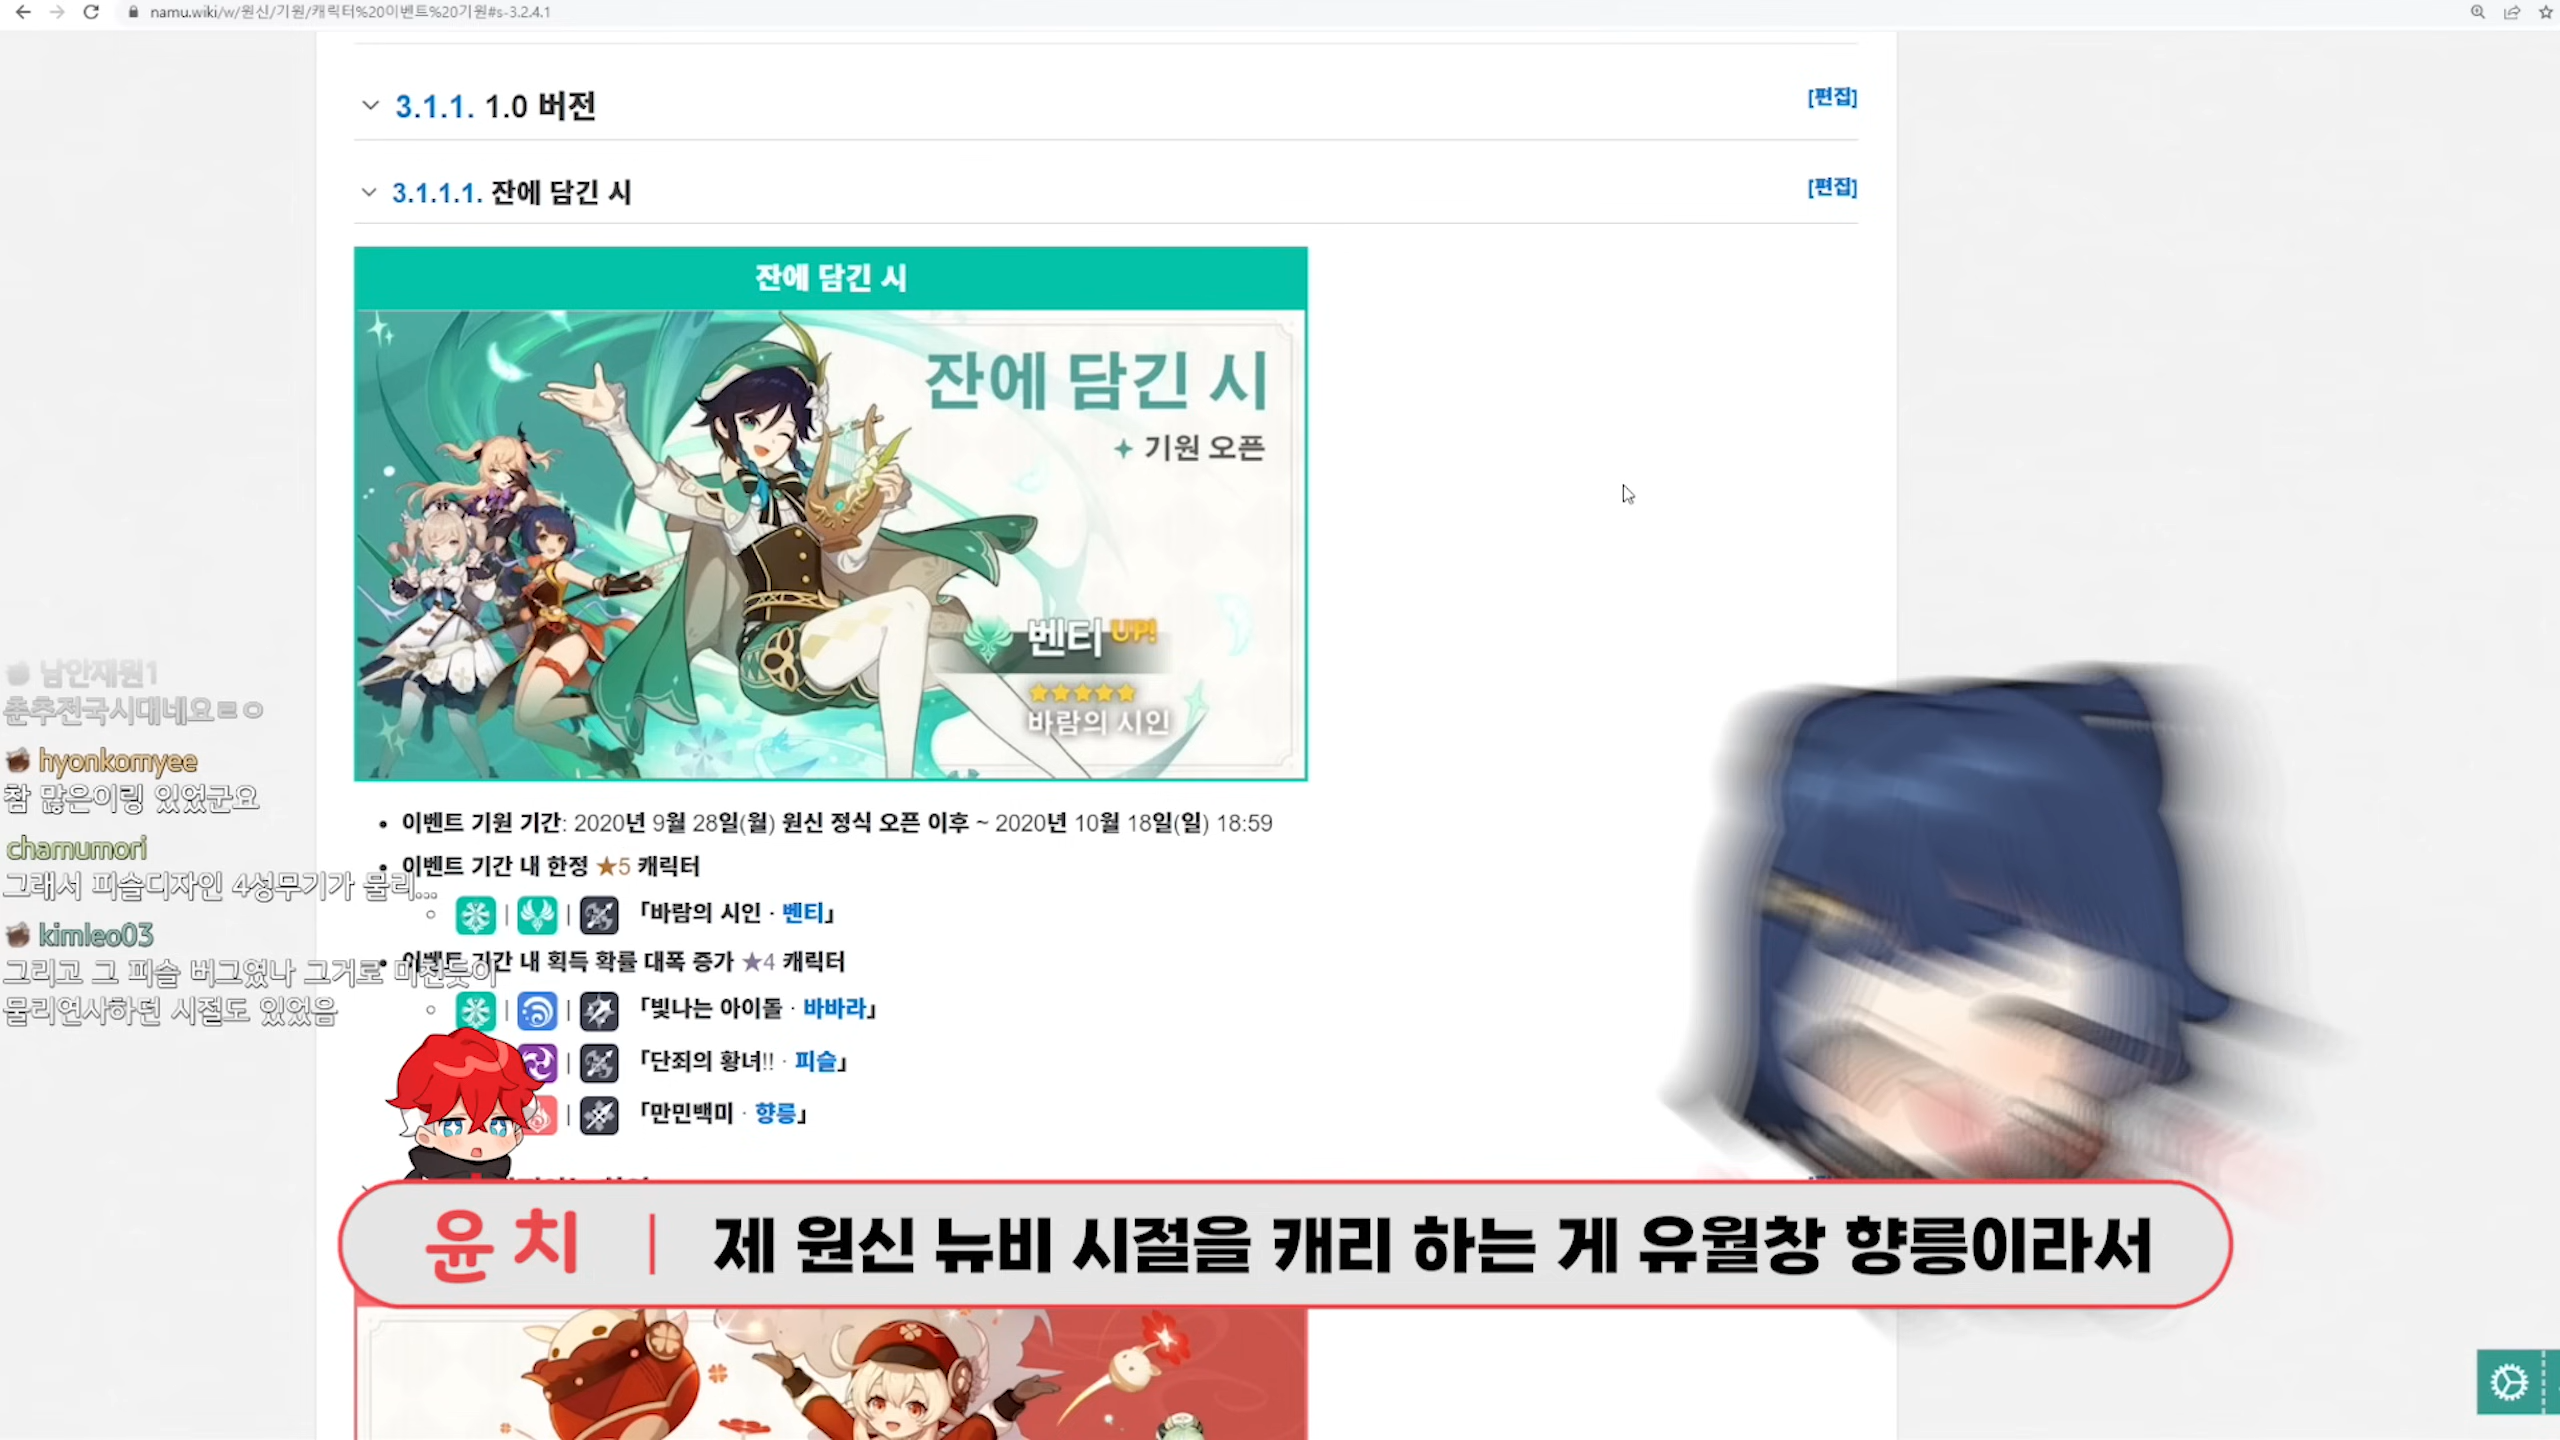 namu.wiki/w/원신/기원/캐릭터%20이벤트%20기원#s-3.2.4.1
3.1.1. 1.0 버전
[편집]
3.1.1.1. 잔에 담긴 시
[편집]
잔에 담긴 시
잔에 담긴 시
기원 오픈
벤티 UP!
바람의 시인
이벤트 기원 기간: 2020년 9월 28일(월) 원신 정식 오픈 이후 ~ 2020년 10월 18일(일) 18:59
이벤트 기간 내 한정 ★5 캐릭터
「바람의 시인 · 벤티」
이벤트 기간 내 획득 확률 대폭 증가 ★4 캐릭터
「빛나는 아이돌 · 바바라」
「단죄의 황녀!! · 피슬」
「만민백미 · 향릉」
남안재원1
춘추전국시대네요ㄹㅇ
hyonkomyee
참 많은이링 있었군요
chamumori
그래서 피슬디자인 4성무기가 물리...
kimleo03
그리고 그 피슬 버그였나 그거로 미친듯이
물리연사하던 시절도 있었음
윤치 | 제 원신 뉴비 시절을 캐리 하는 게 유월창 향릉이라서